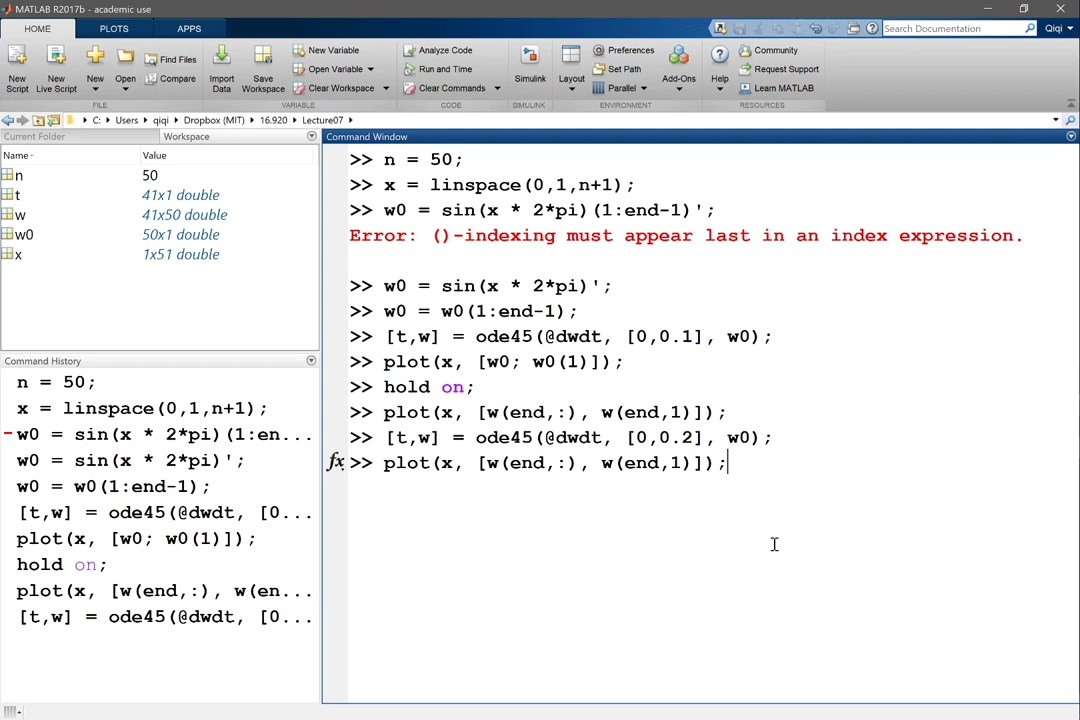 MATLAB R2017b - academic use
HOME PLOTS APPS
Search Documentation
Qiqi
New Script
New Live Script
New
Open
Find Files
Compare
Import Data
Save Workspace
New Variable
Open Variable
Clear Workspace
Analyze Code
Run and Time
Clear Commands
Simulink
Layout
Preferences
Set Path
Parallel
Add-Ons
Help
Community
Request Support
Learn MATLAB
FILE VARIABLE CODE SIMULINK ENVIRONMENT RESOURCES
C: Users qiqi Dropbox (MIT) 16.920 Lecture07
Current Folder Workspace
Name Value
n 50
t 41x1 double
w 41x50 double
w0 50x1 double
x 1x51 double
Command History
n = 50;
x = linspace(0,1,n+1);
w0 = sin(x * 2*pi)(1:en...
w0 = sin(x * 2*pi)';
w0 = w0(1:end-1);
[t,w] = ode45(@dwdt, [0...
plot(x, [w0; w0(1)]);
hold on;
plot(x, [w(end,:), w(en...
[t,w] = ode45(@dwdt, [0...
Command Window
>> n = 50;
>> x = linspace(0,1,n+1);
>> w0 = sin(x * 2*pi)(1:end-1)';
Error: ()-indexing must appear last in an index expression.
>> w0 = sin(x * 2*pi)';
>> w0 = w0(1:end-1);
>> [t,w] = ode45(@dwdt, [0,0.1], w0);
>> plot(x, [w0; w0(1)]);
>> hold on;
>> plot(x, [w(end,:), w(end,1)]);
>> [t,w] = ode45(@dwdt, [0,0.2], w0);
fx >> plot(x, [w(end,:), w(end,1)]);